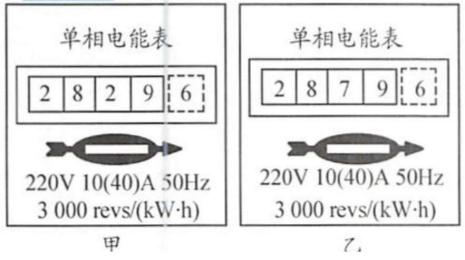 单相电能表
2 8 2 9 6
220V 10(40)A 50Hz
3 000 revs/(kW·h)
甲
单相电能表
2 8 7 9 6
220V 10(40)A 50Hz
3 000 revs/(kW·h)
乙